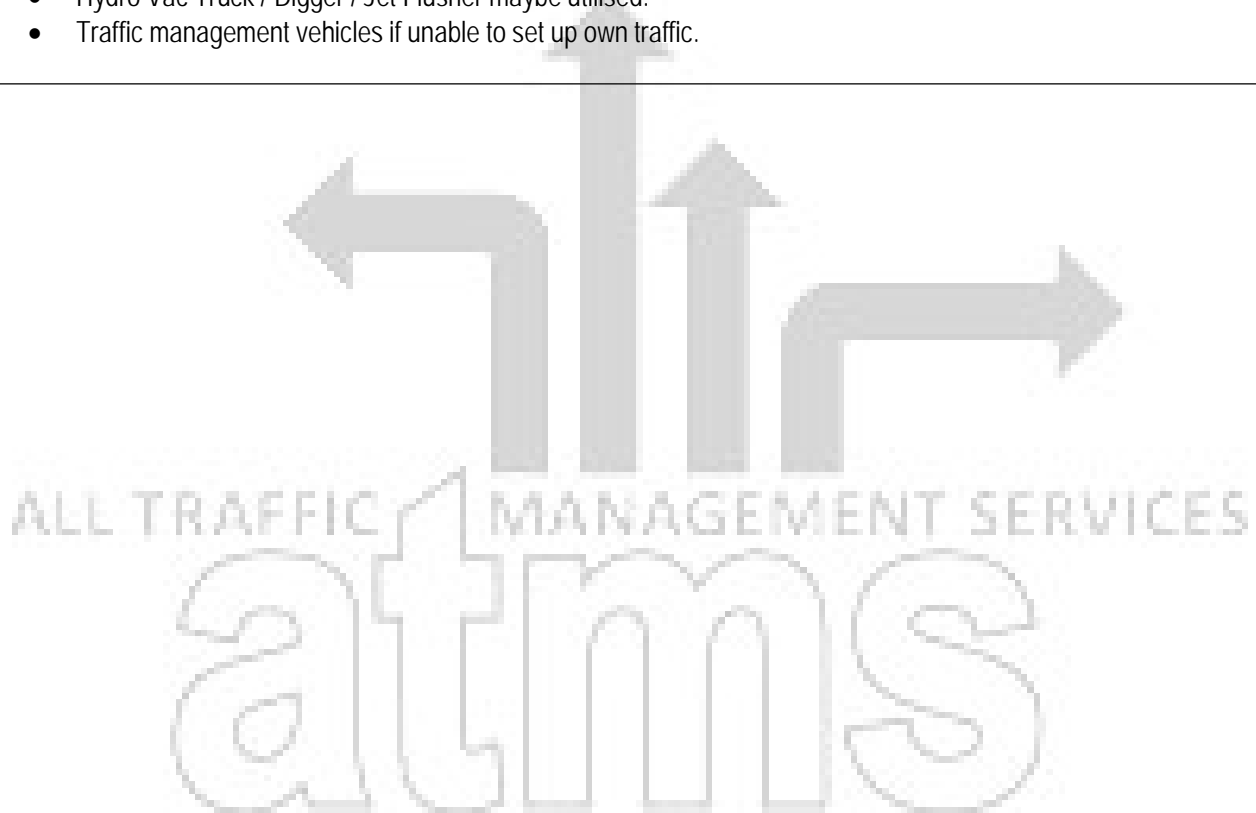 • Hydro Vac Truck / Digger / Jet Flusher maybe utilised.
• Traffic management vehicles if unable to set up own traffic.
ALL TRAFFIC MANAGEMENT SERVICES
atms